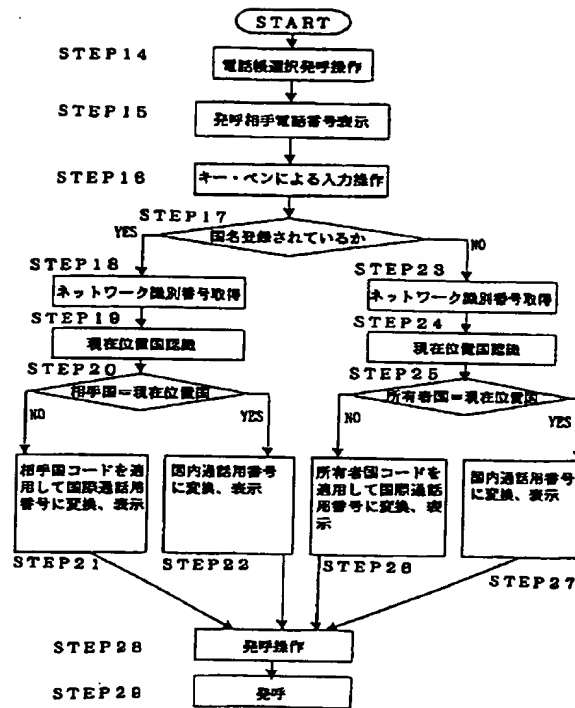 START
STEP14
電話帳選択発呼操作
STEP15
発呼相手電話番号表示
STEP16
キー・ペンによる入力操作
STEP17
国名登録されているか
YES
NO
STEP18
ネットワーク識別番号取得
STEP19
現在位置国認識
STEP20
相手国=現在位置国
NO
YES
相手国コードを適
用して国際通話用
番号に変換、表示
STEP21
国内通話用番号
に変換、表示
STEP22
STEP23
ネットワーク識別番号取得
STEP24
現在位置国認識
STEP25
所有者国=現在位置国
NO
YES
所有者国コードを
適用して国際通話
用番号に変換、表
示
STEP26
国内通話用番号
に変換、表示
STEP27
STEP28
発呼操作
STEP29
発呼